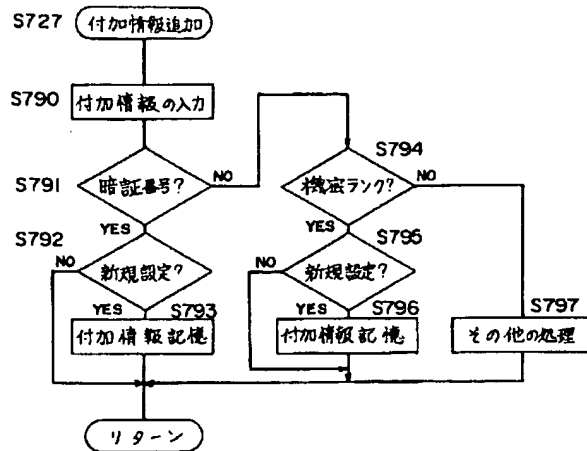 S727 付加情報追加
S790 付加情報の入力
S791 暗証番号? NO
YES
S794 機密ランク? NO
YES
S792 新規設定? NO
YES
S795 新規設定? NO
YES
S793 付加情報記憶
S796 付加情報記憶
S797 その他の処理
リターン